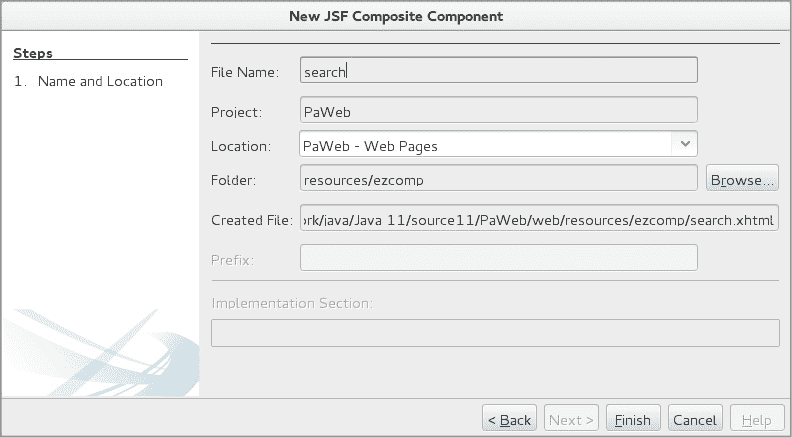 New JSF Composite Component
Steps
1. Name and Location
File Name: search
Project: PaWeb
Location: PaWeb - Web Pages
Folder: resources/ezcomp Browse...
Created File: rk/java/Java 11/source11/PaWeb/web/resources/ezcomp/search.xhtml
Prefix:
Implementation Section:
< Back Next > Finish Cancel Help